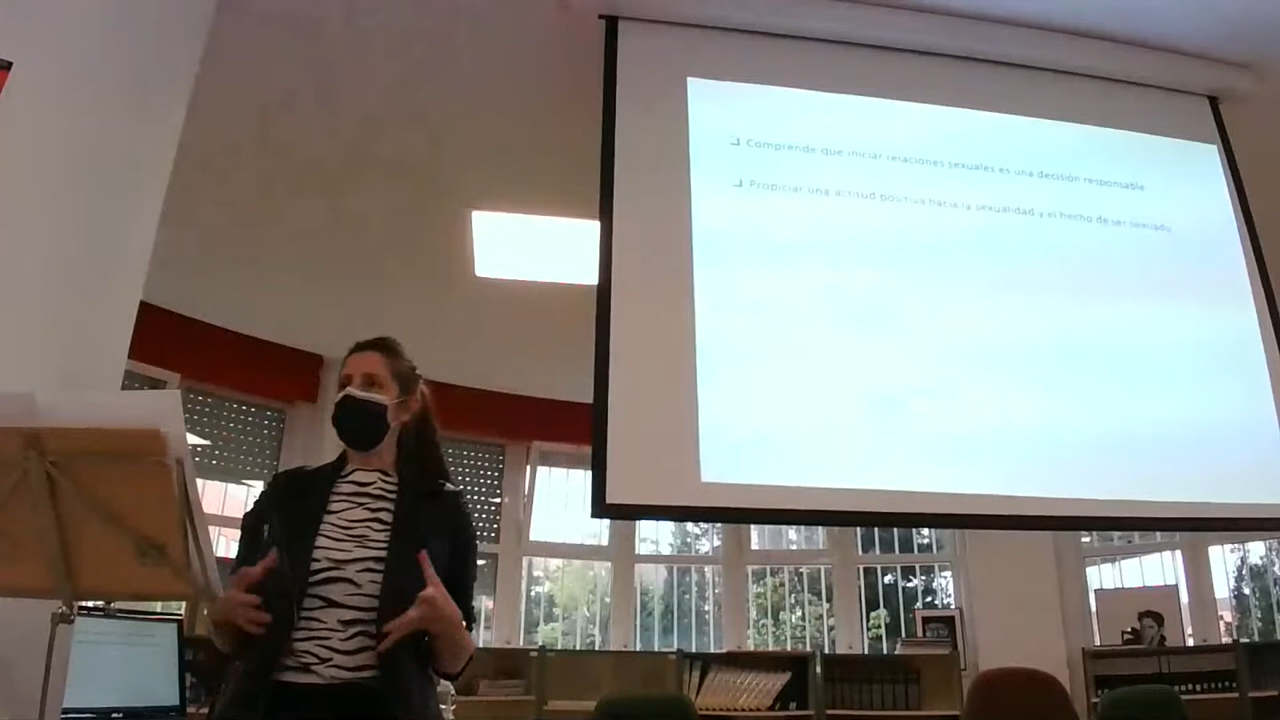 ❑ Comprende que iniciar relaciones sexuales es una decisión responsable.
❑ Propiciar una actitud positiva hacia la sexualidad y el hecho de ser sexuado